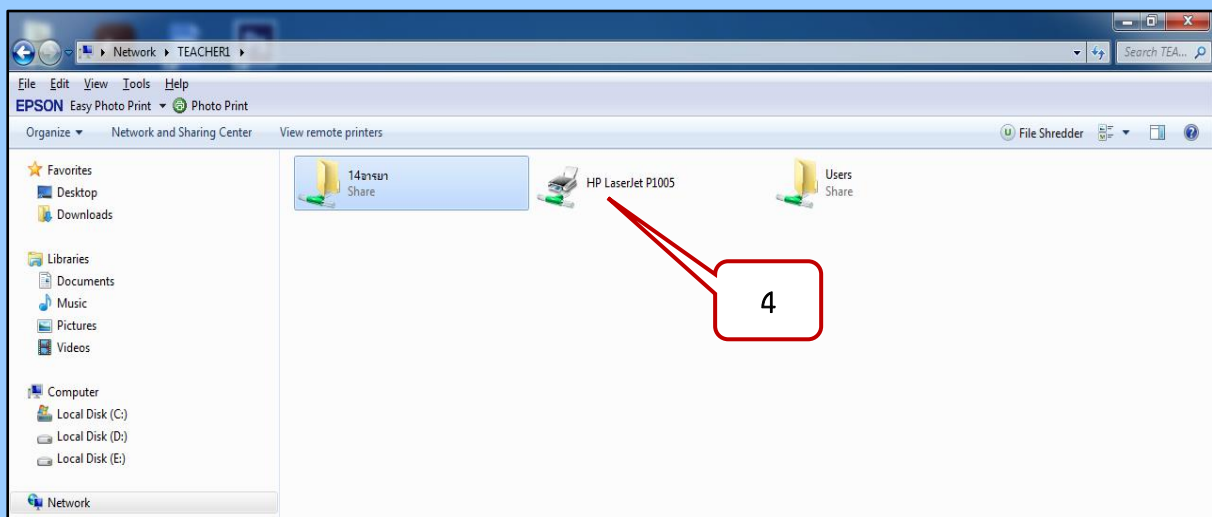 Network ▸ TEACHER1 ▸
Search TEA...
File Edit View Tools Help
EPSON Easy Photo Print Photo Print
Organize Network and Sharing Center View remote printers File Shredder
Favorites
Desktop
Downloads
Libraries
Documents
Music
Pictures
Videos
Computer
Local Disk (C:)
Local Disk (D:)
Local Disk (E:)
Network
14อารยา
Share
HP LaserJet P1005
Users
Share
4